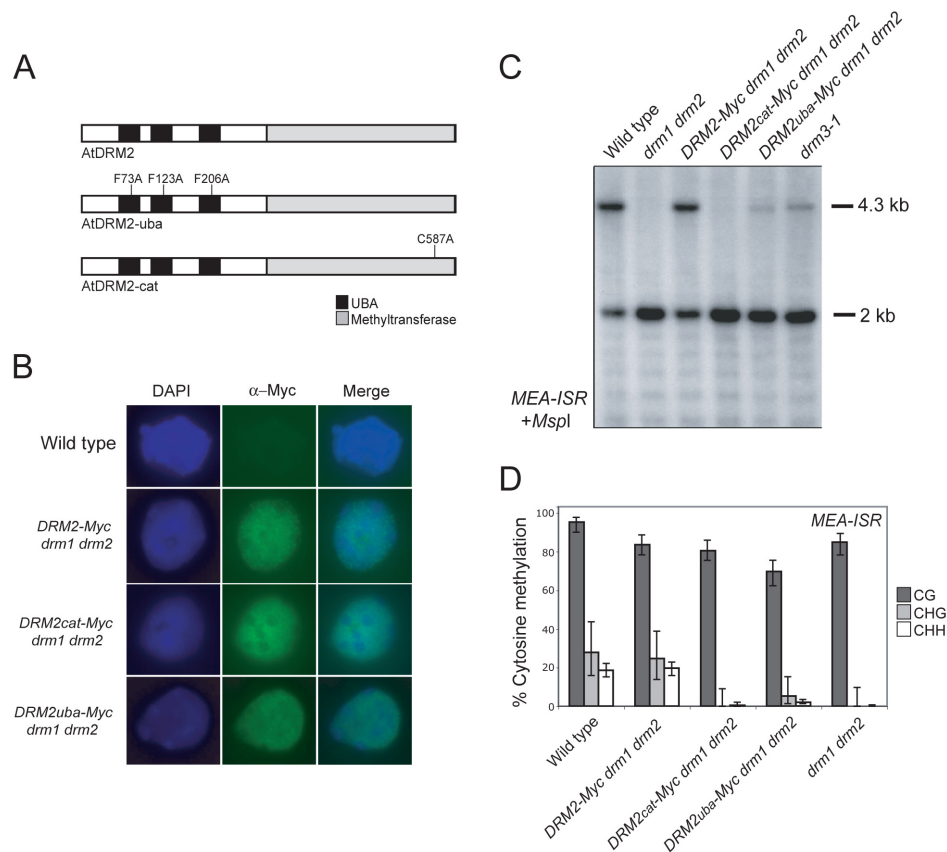 A
AtDRM2
F73A F123A F206A
AtDRM2-uba
C587A
AtDRM2-cat
UBA
Methyltransferase
B
DAPI α–Myc Merge
Wild type
DRM2-Myc
drm1 drm2
DRM2cat-Myc
drm1 drm2
DRM2uba-Myc
drm1 drm2
C
Wild type
drm1 drm2
DRM2-Myc drm1 drm2
DRM2cat-Myc drm1 drm2
DRM2uba-Myc drm1 drm2
drm3-1
4.3 kb
2 kb
MEA-ISR
+MspI
D
MEA-ISR
% Cytosine methylation
100
80
60
40
20
0
CG
CHG
CHH
Wild type
DRM2-Myc drm1 drm2
DRM2cat-Myc drm1 drm2
DRM2uba-Myc drm1 drm2
drm1 drm2